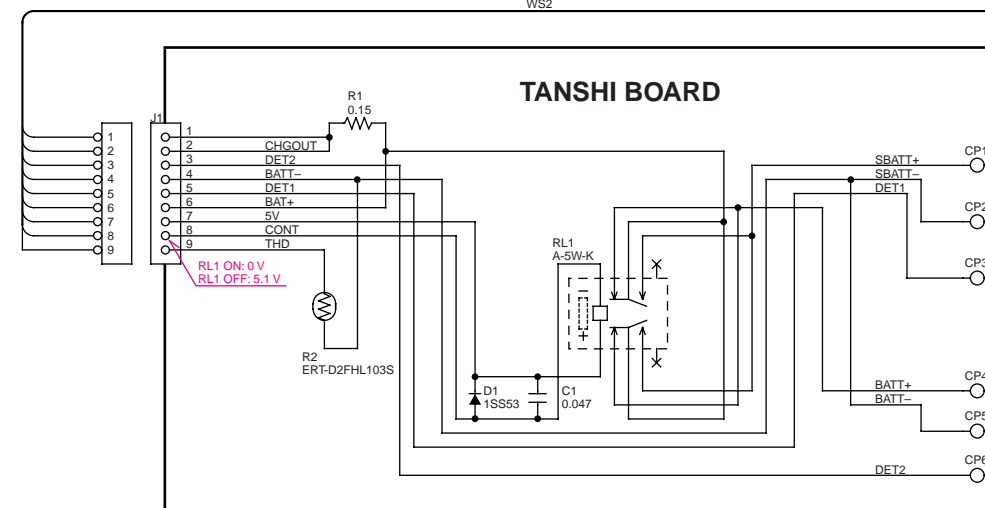 WS2
TANSHI BOARD
R1
0.15
J1
1
2
3
4
5
6
7
8
9
1
2
3
4
5
6
7
8
9
CHGOUT
DET2
BATT–
DET1
BAT+
5V
CONT
THD
RL1 ON: 0 V
RL1 OFF: 5.1 V
R2
ERT-D2FHL103S
RL1
A-5W-K
–
+
D1
1SS53
C1
0.047
SBATT+
SBATT–
DET1
BATT+
BATT–
DET2
CP1
CP2
CP3
CP4
CP5
CP6